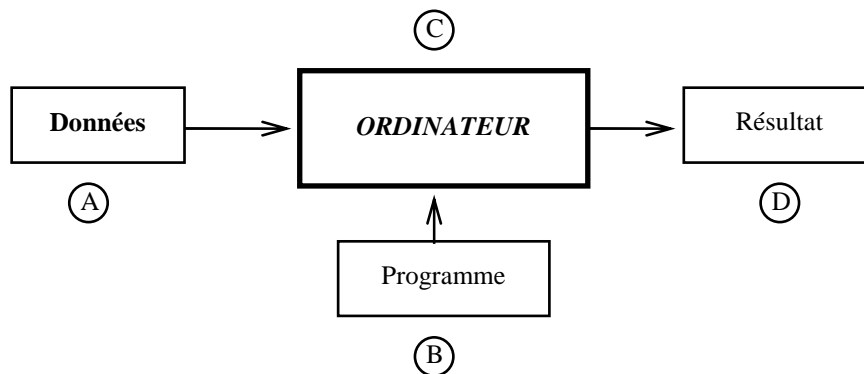 C
Données
ORDINATEUR
Résultat
A
D
Programme
B